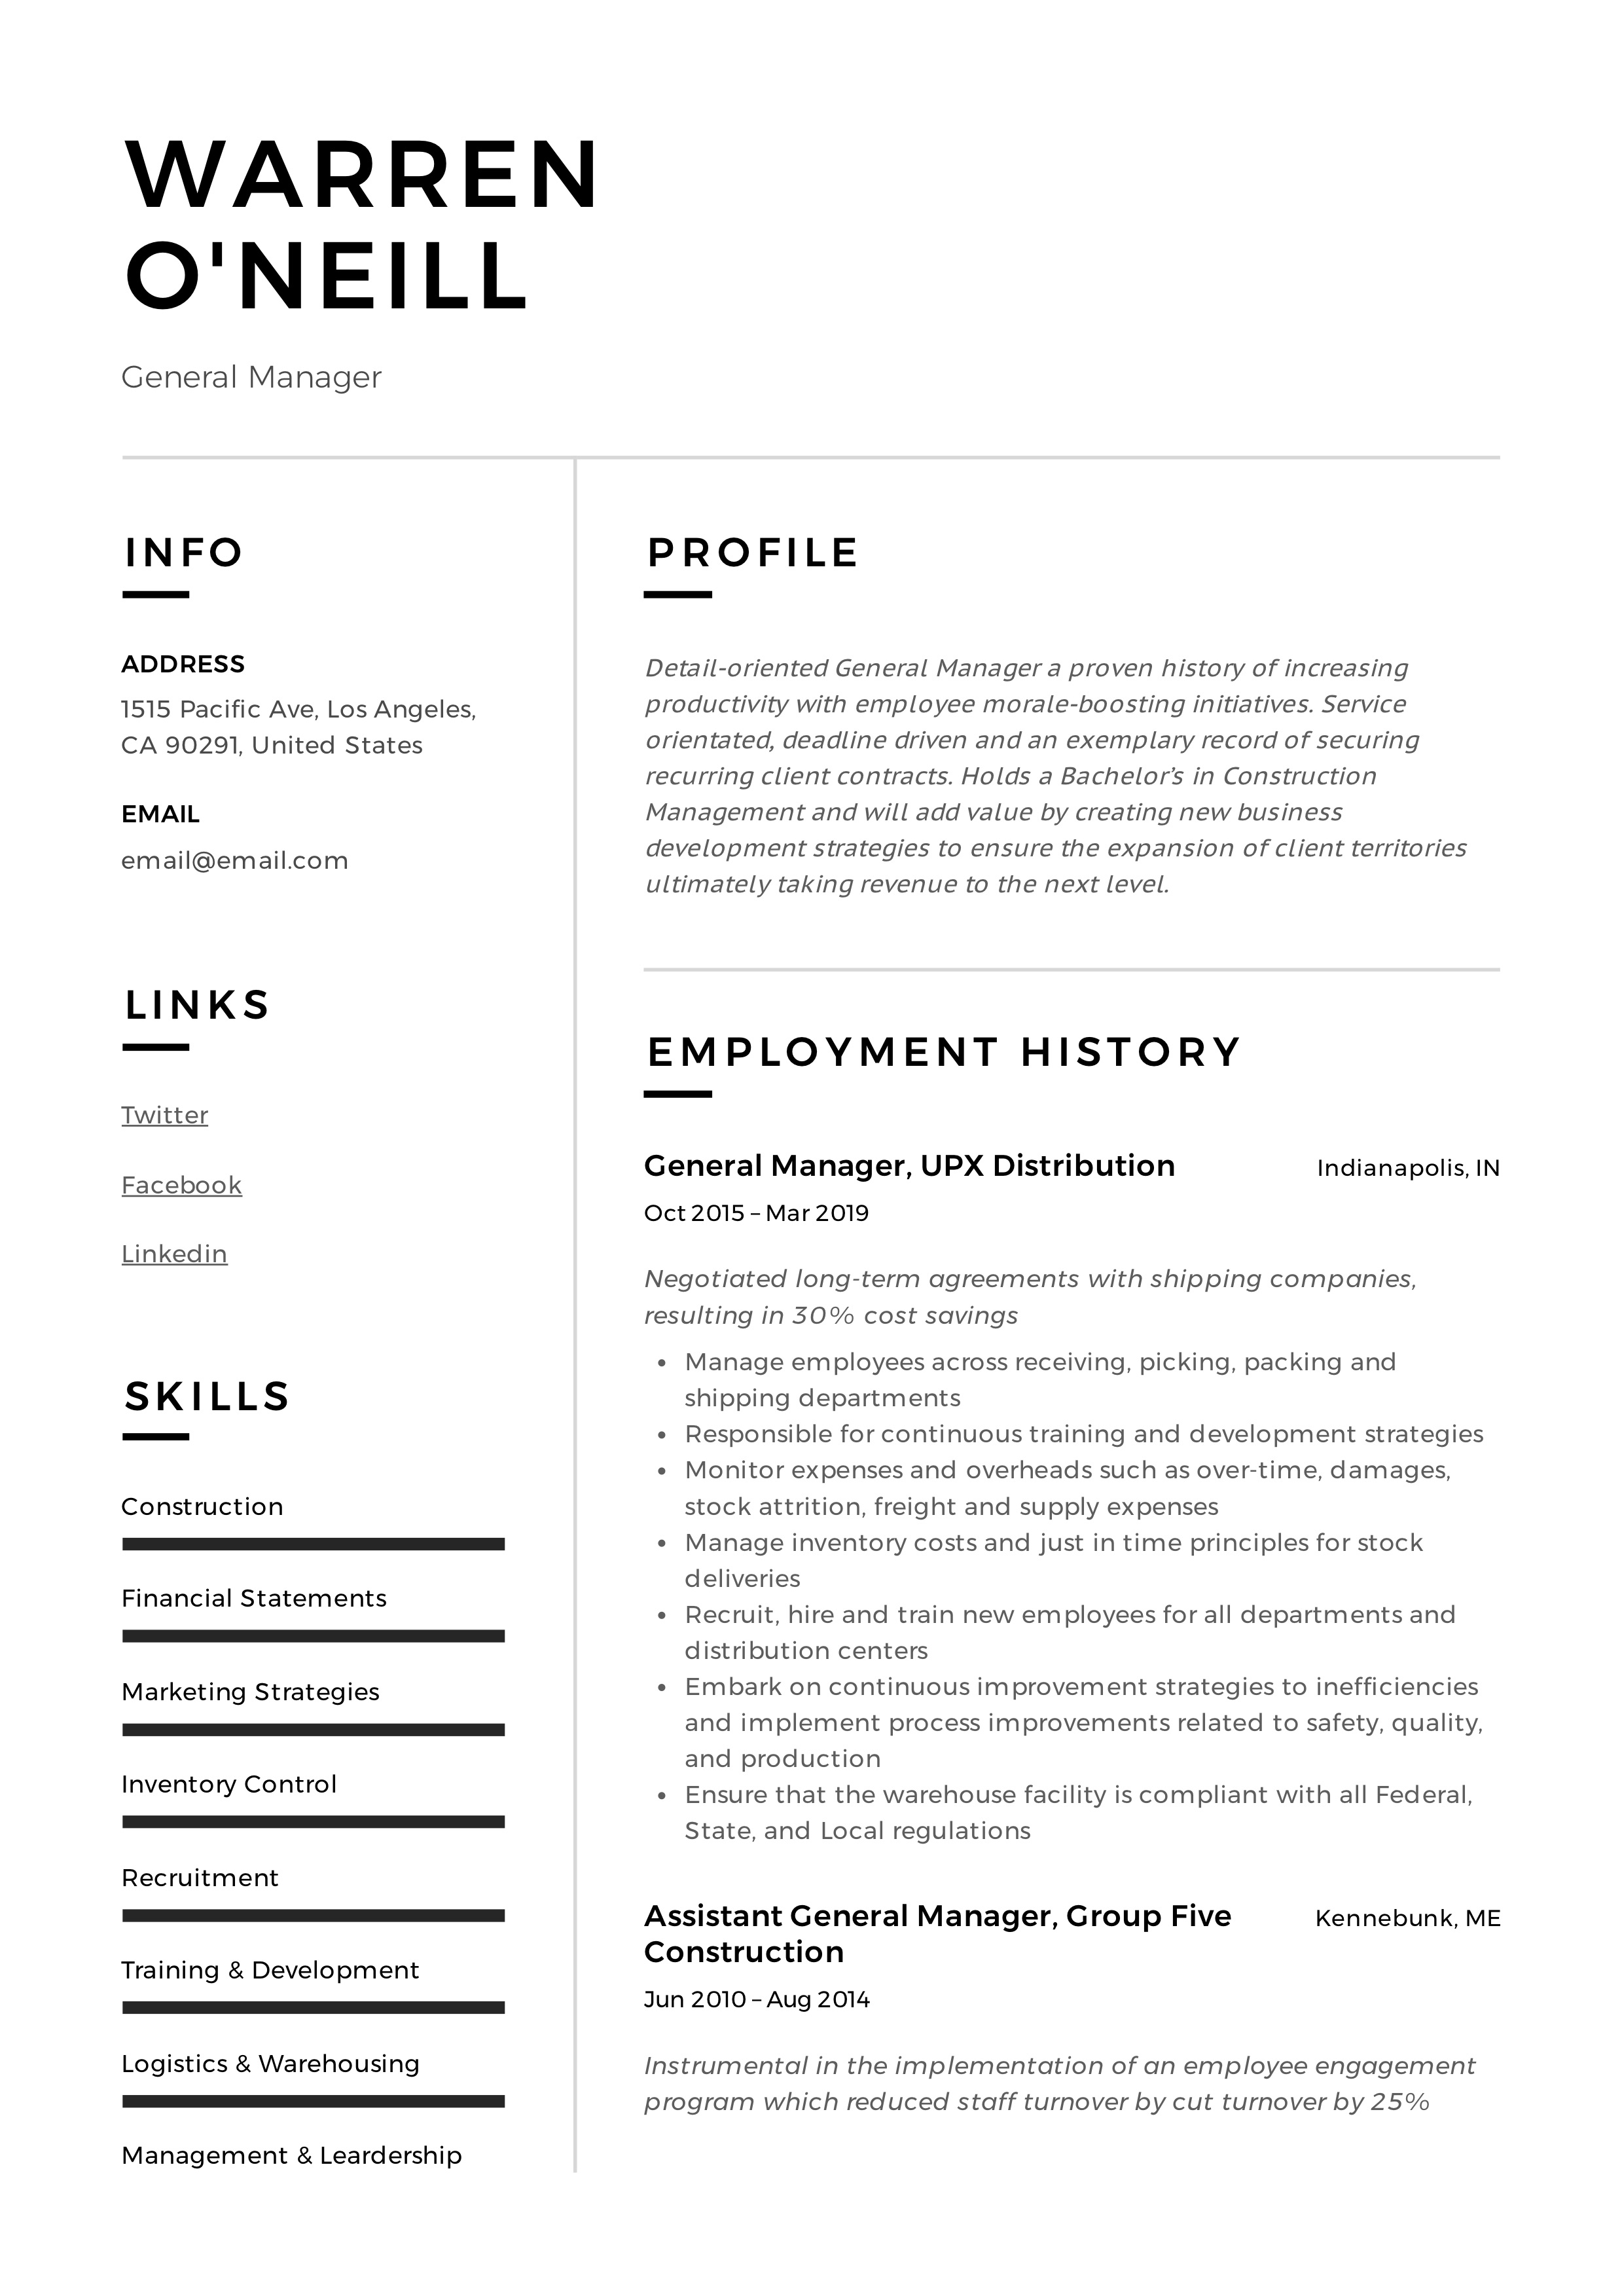 WARREN
O'NEILL
General Manager
INFO
ADDRESS
1515 Pacific Ave, Los Angeles,
CA 90291, United States
EMAIL
email@email.com
LINKS
Twitter
Facebook
Linkedin
SKILLS
Construction
Financial Statements
Marketing Strategies
Inventory Control
Recruitment
Training & Development
Logistics & Warehousing
Management & Leardership
PROFILE
Detail-oriented General Manager a proven history of increasing
productivity with employee morale-boosting initiatives. Service
orientated, deadline driven and an exemplary record of securing
recurring client contracts. Holds a Bachelor’s in Construction
Management and will add value by creating new business
development strategies to ensure the expansion of client territories
ultimately taking revenue to the next level.
EMPLOYMENT HISTORY
General Manager, UPX Distribution Indianapolis, IN
Oct 2015 – Mar 2019
Negotiated long-term agreements with shipping companies,
resulting in 30% cost savings
• Manage employees across receiving, picking, packing and
shipping departments
• Responsible for continuous training and development strategies
• Monitor expenses and overheads such as over-time, damages,
stock attrition, freight and supply expenses
• Manage inventory costs and just in time principles for stock
deliveries
• Recruit, hire and train new employees for all departments and
distribution centers
• Embark on continuous improvement strategies to inefficiencies
and implement process improvements related to safety, quality,
and production
• Ensure that the warehouse facility is compliant with all Federal,
State, and Local regulations
Assistant General Manager, Group Five Kennebunk, ME
Construction
Jun 2010 – Aug 2014
Instrumental in the implementation of an employee engagement
program which reduced staff turnover by cut turnover by 25%